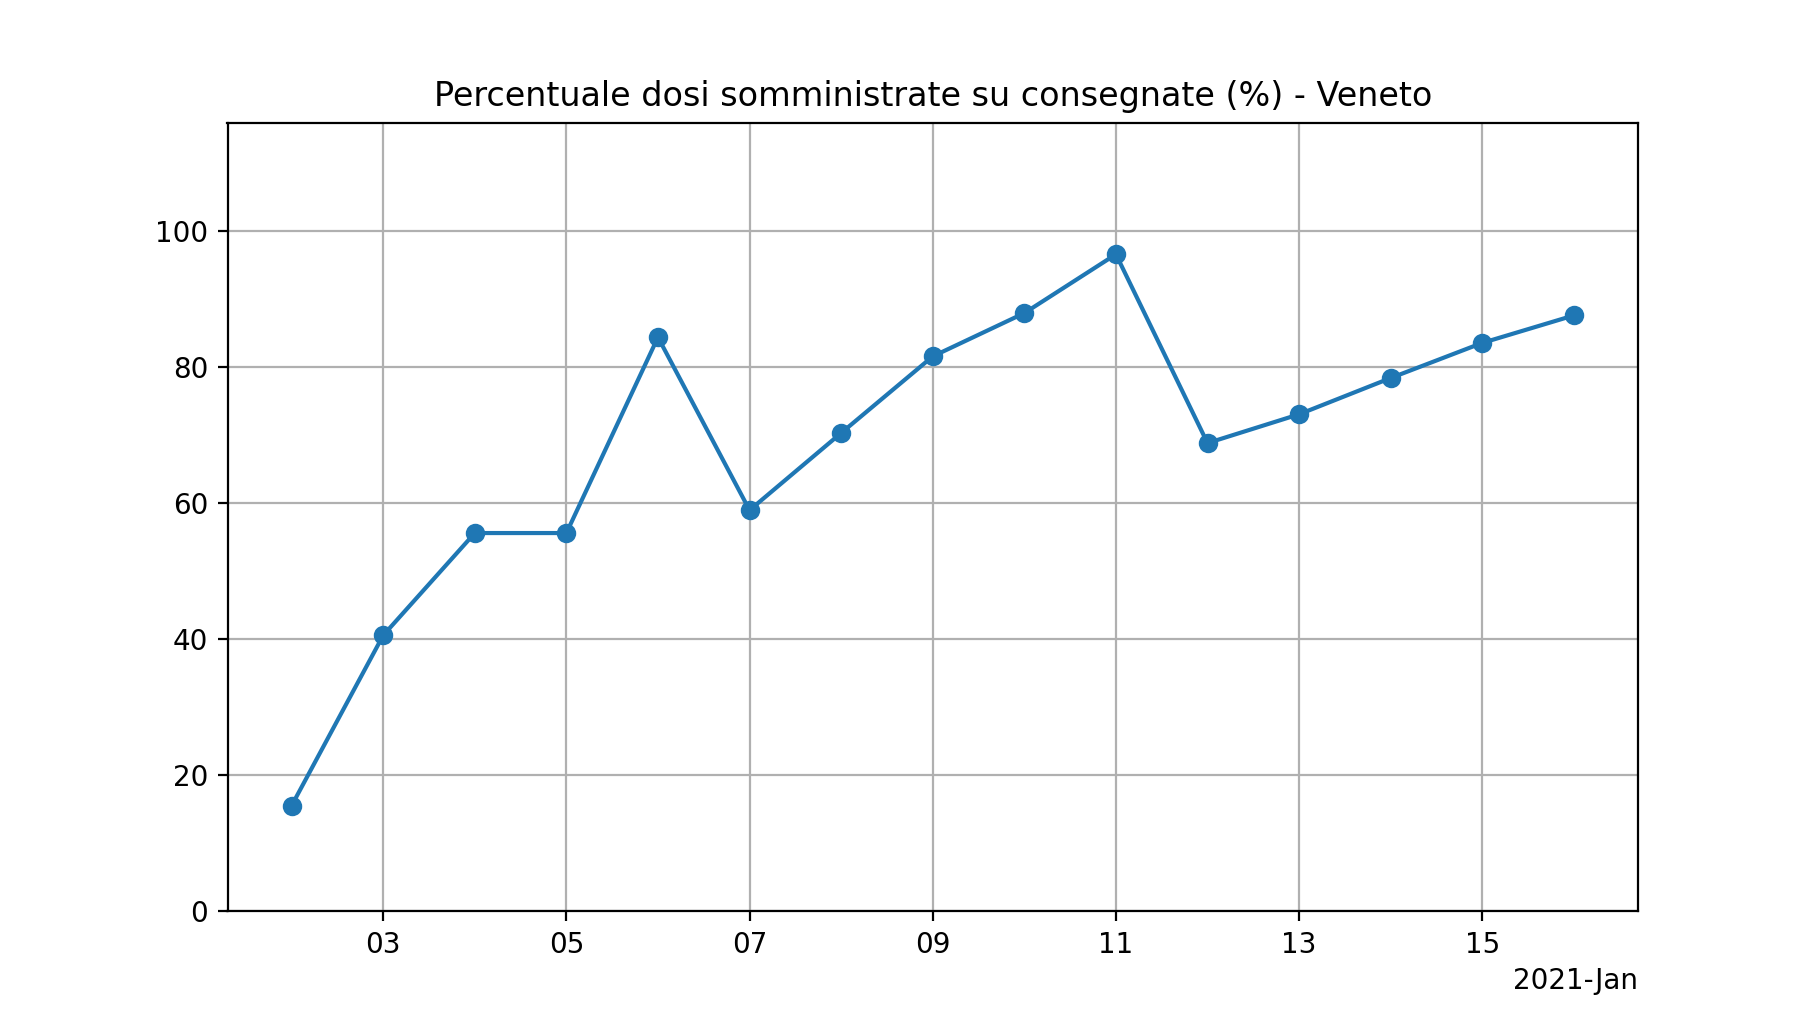 Percentuale dosi somministrate su consegnate (%) - Veneto
100
80
60
40
20
0
03 05 07 09 11 13 15
2021-Jan